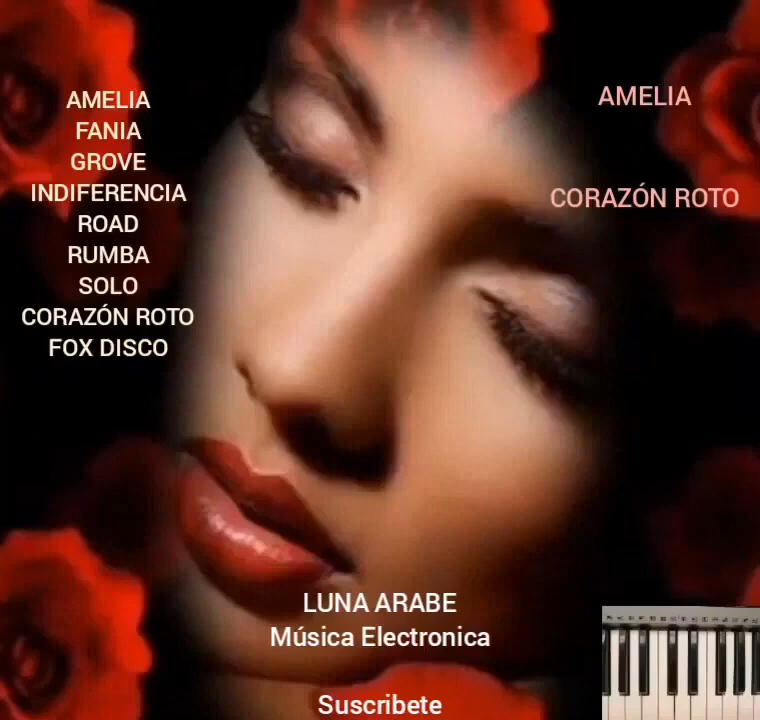 AMELIA
FANIA
GROVE
INDIFERENCIA
ROAD
RUMBA
SOLO
CORAZÓN ROTO
FOX DISCO
AMELIA
CORAZÓN ROTO
LUNA ARABE
Música Electronica
Suscribete